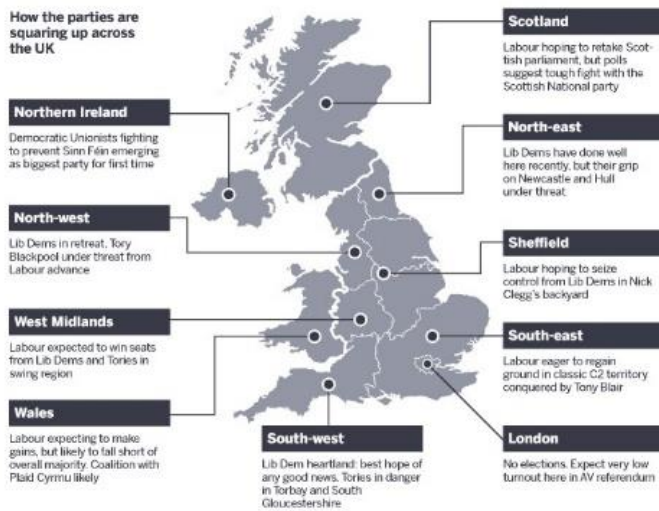 How the parties are
squaring up across
the UK
Scotland
Labour hoping to retake Scot-
tish parliament, but polls
suggest tough fight with the
Scottish National party
Northern Ireland
Democratic Unionists fighting
to prevent Sinn Féin emerging
as biggest party for first time
North-east
Lib Dems have done well
here recently, but their grip
on Newcastle and Hull
under threat
North-west
Lib Dems in retreat. Tory
Blackpool under threat from
Labour advance
Sheffield
Labour hoping to seize
control from Lib Dems in Nick
Clegg's backyard
West Midlands
Labour expected to win seats
from Lib Dems and Tories in
swing region
South-east
Labour eager to regain
ground in classic C2 territory
conquered by Tony Blair
Wales
Labour expecting to make
gains, but likely to fall short of
overall majority. Coalition with
Plaid Cyrmu likely
South-west
Lib Dem heartland: best hope of
any good news. Tories in danger
in Torbay and South
Gloucestershire
London
No elections. Expect very low
turnout here in AV referendum